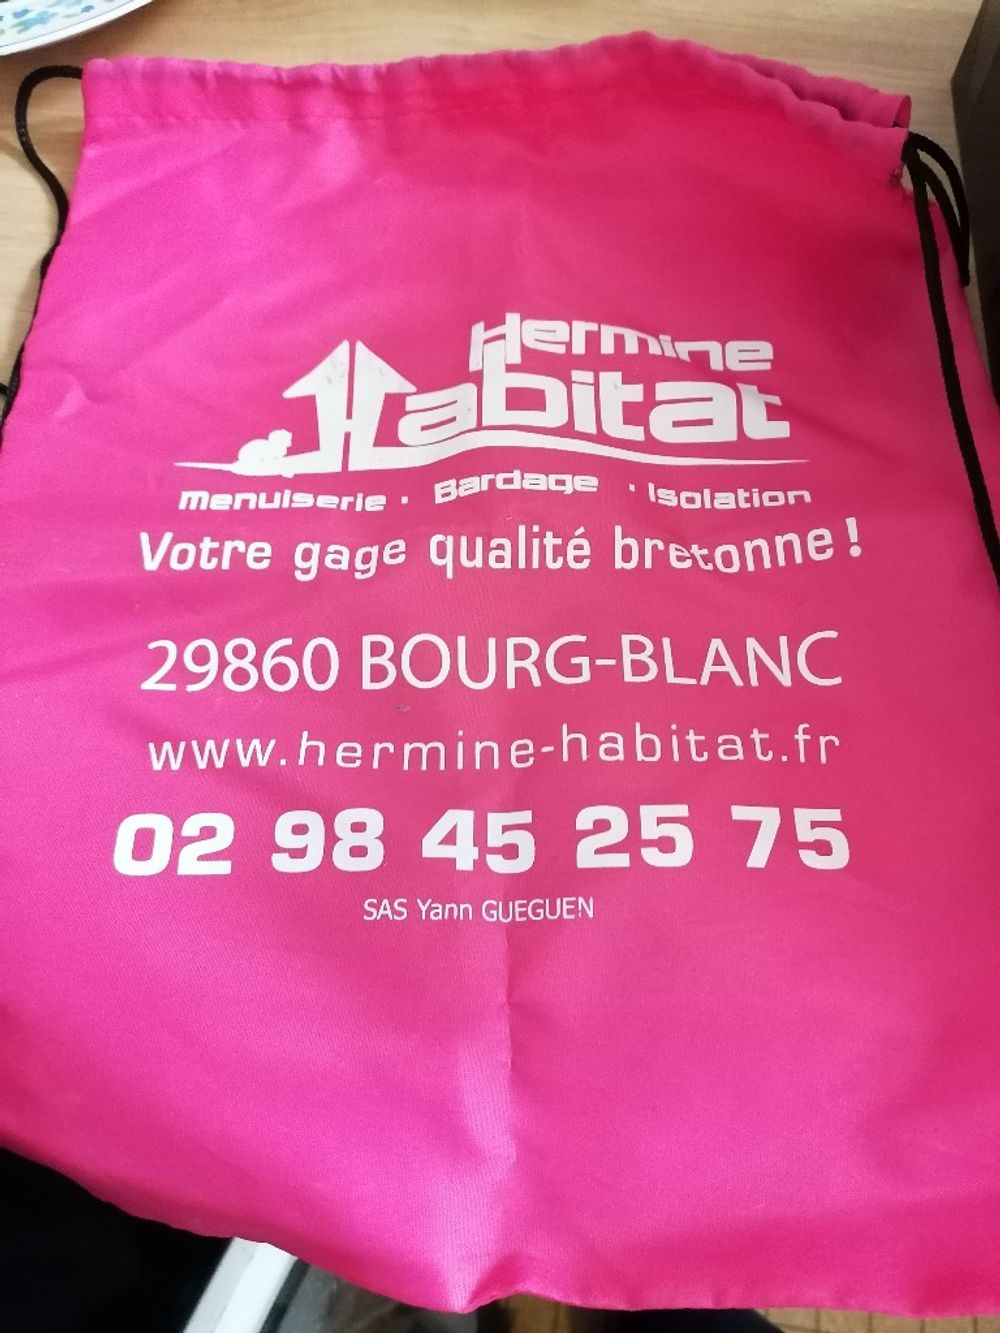 Hermine
Habitat
Menuiserie · Bardage · Isolation
Votre gage qualité bretonne !
29860 BOURG-BLANC
www.hermine-habitat.fr
02 98 45 25 75
SAS Yann GUEGUEN